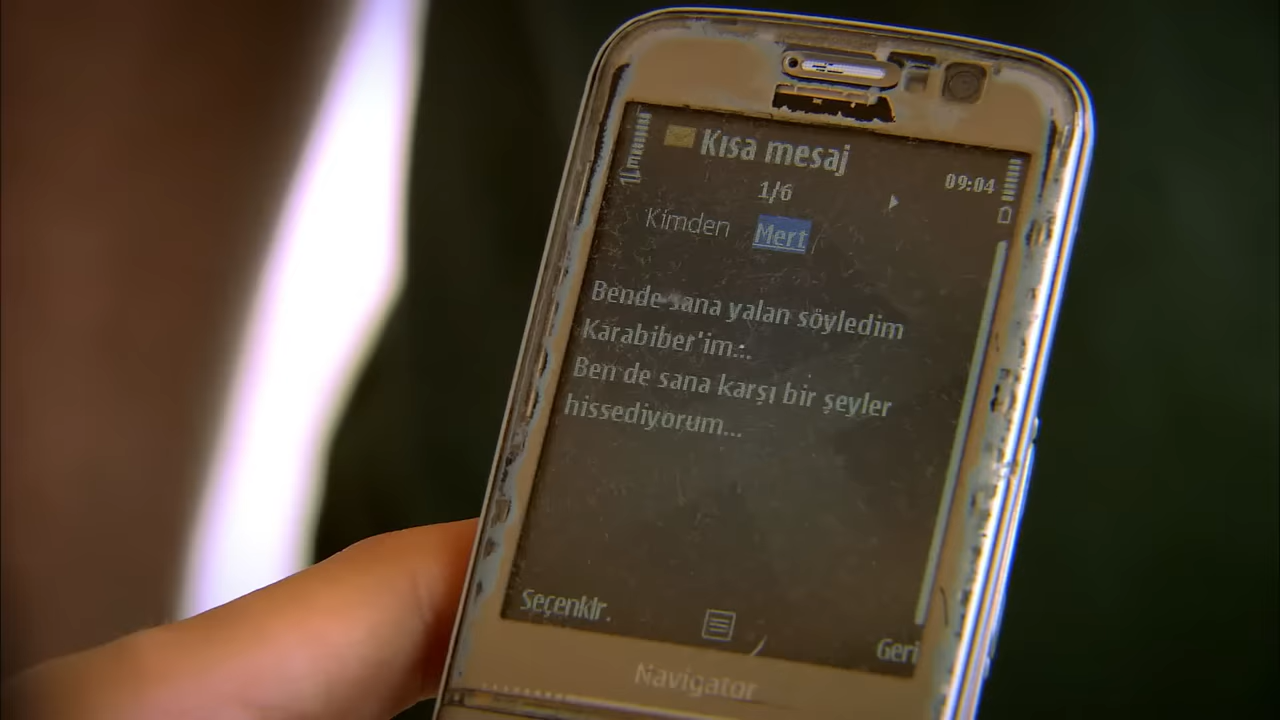 Kısa mesaj
09:04
1/6
Kimden Mert
Bende sana yalan söyledim
Karabiber'im...
Ben de sana karşı bir şeyler
hissediyorum...
Seçenklr.
Geri
Navigator